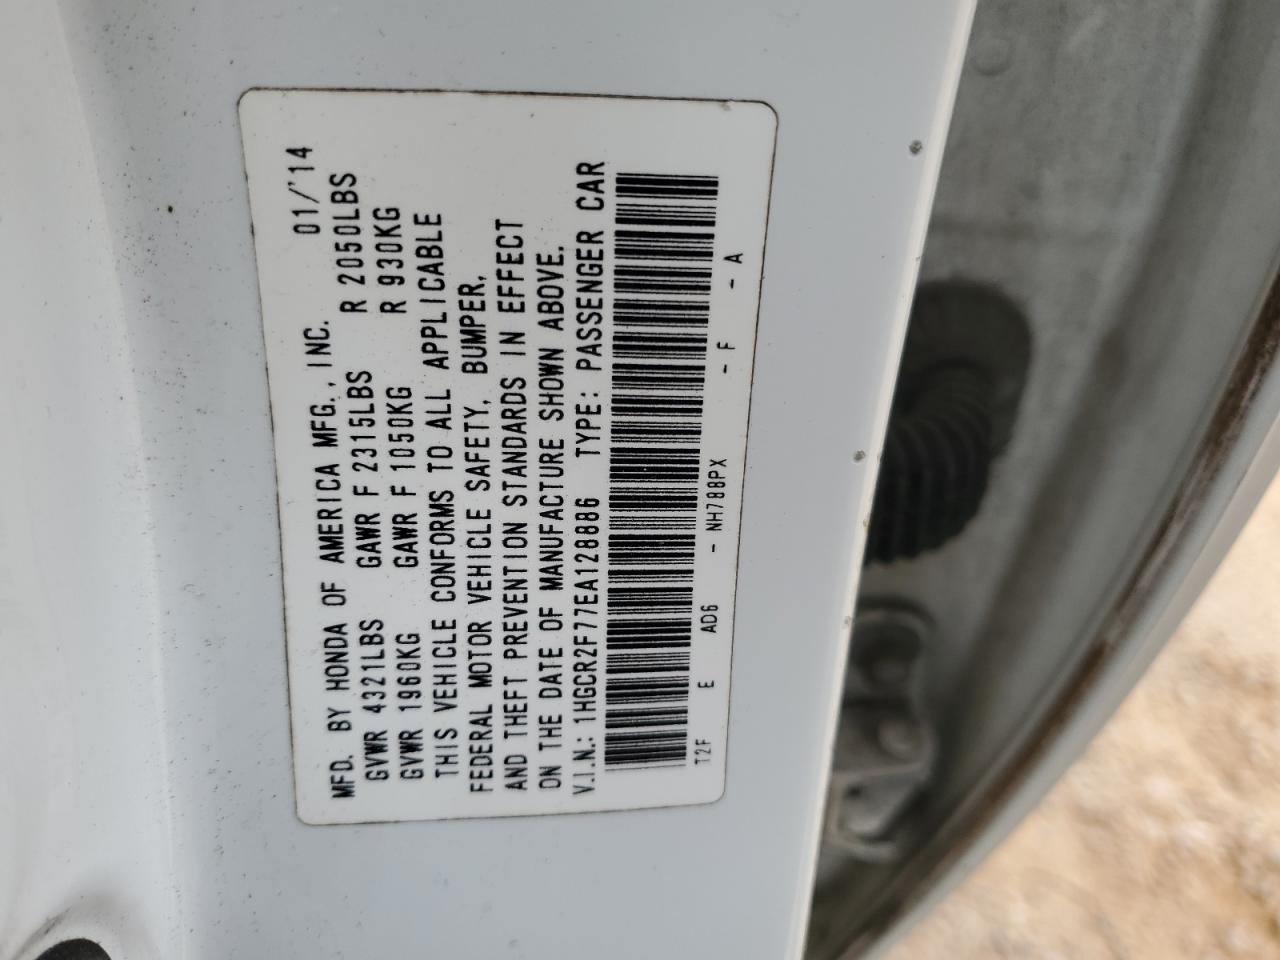 MFD. BY HONDA OF AMERICA MFG., INC. 01/'14
GVWR 4321LBS GAWR F 2315LBS R 2050LBS
GVWR 1960KG GAWR F 1050KG R 930KG
THIS VEHICLE CONFORMS TO ALL APPLICABLE
FEDERAL MOTOR VEHICLE SAFETY, BUMPER,
AND THEFT PREVENTION STANDARDS IN EFFECT
ON THE DATE OF MANUFACTURE SHOWN ABOVE.
V.I.N.: 1HGCR2F77EA128886 TYPE: PASSENGER CAR
T2F E AD6 - NH788PX - F - A